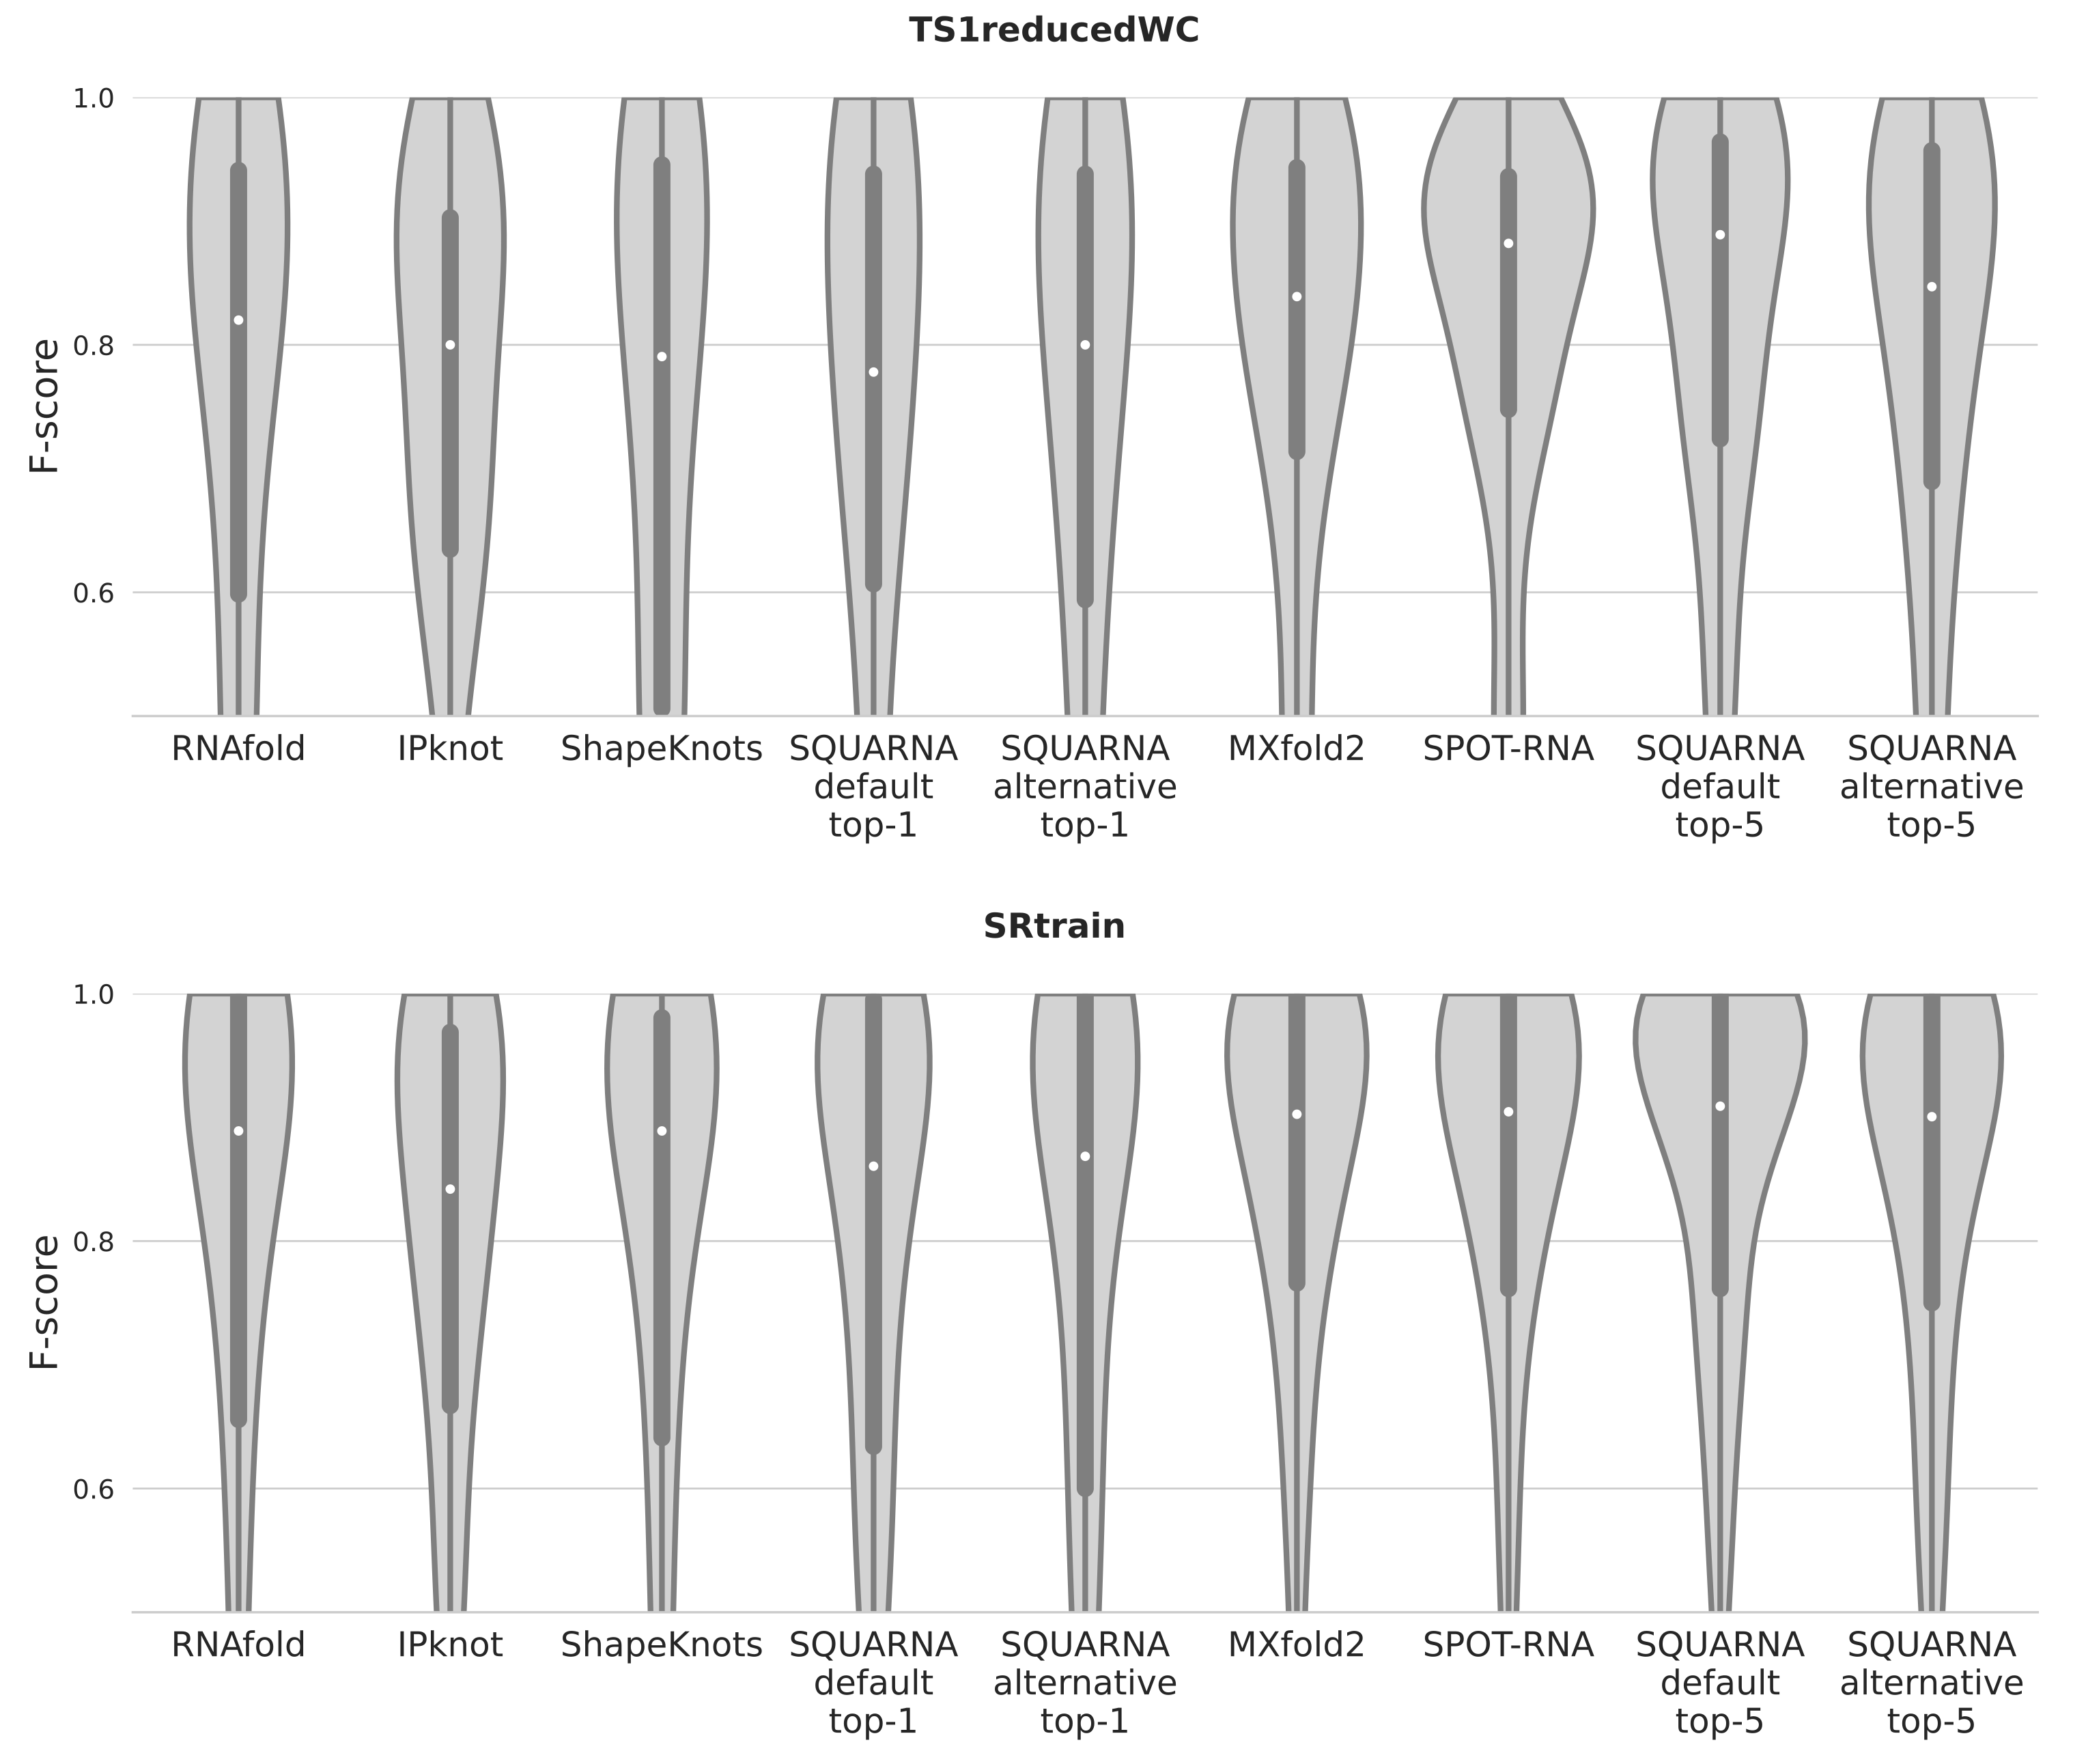 TS1reducedWC
1.0
0.8
0.6
F-score
RNAfold IPknot ShapeKnots SQUARNA SQUARNA MXfold2 SPOT-RNA SQUARNA SQUARNA
default alternative default alternative
top-1 top-1 top-5 top-5
SRtrain
1.0
0.8
0.6
F-score
RNAfold IPknot ShapeKnots SQUARNA SQUARNA MXfold2 SPOT-RNA SQUARNA SQUARNA
default alternative default alternative
top-1 top-1 top-5 top-5